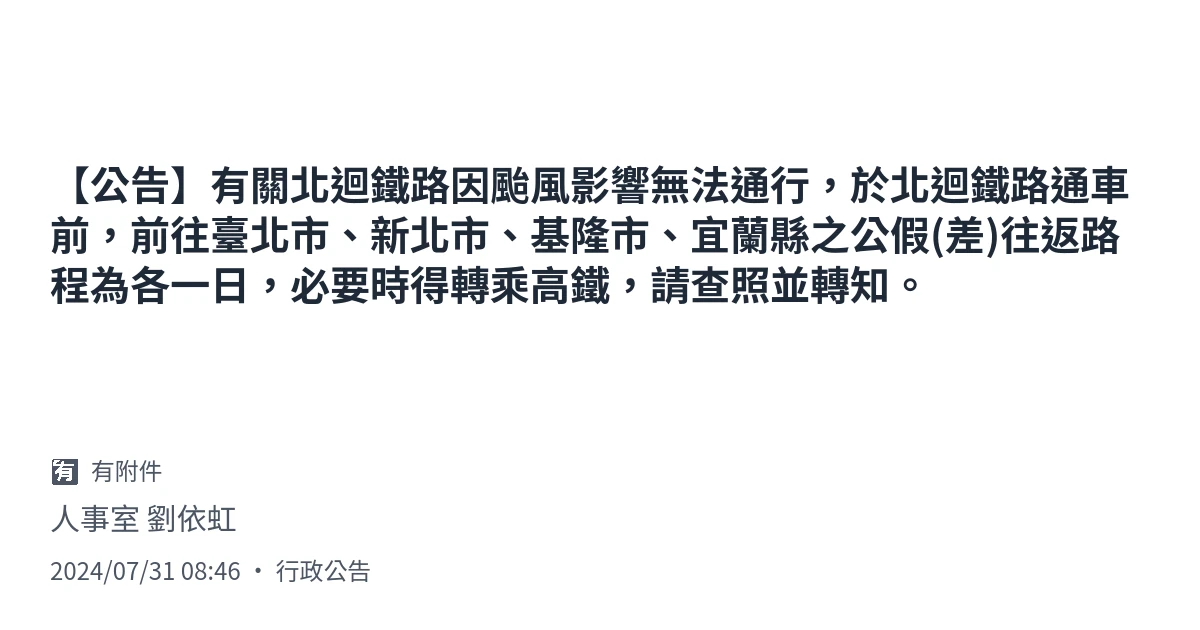 【公告】有關北迴鐵路因颱風影響無法通行，於北迴鐵路通車
前，前往臺北市、新北市、基隆市、宜蘭縣之公假(差)往返路
程為各一日，必要時得轉乘高鐵，請查照並轉知。
有 有附件
人事室 劉依虹
2024/07/31 08:46 • 行政公告